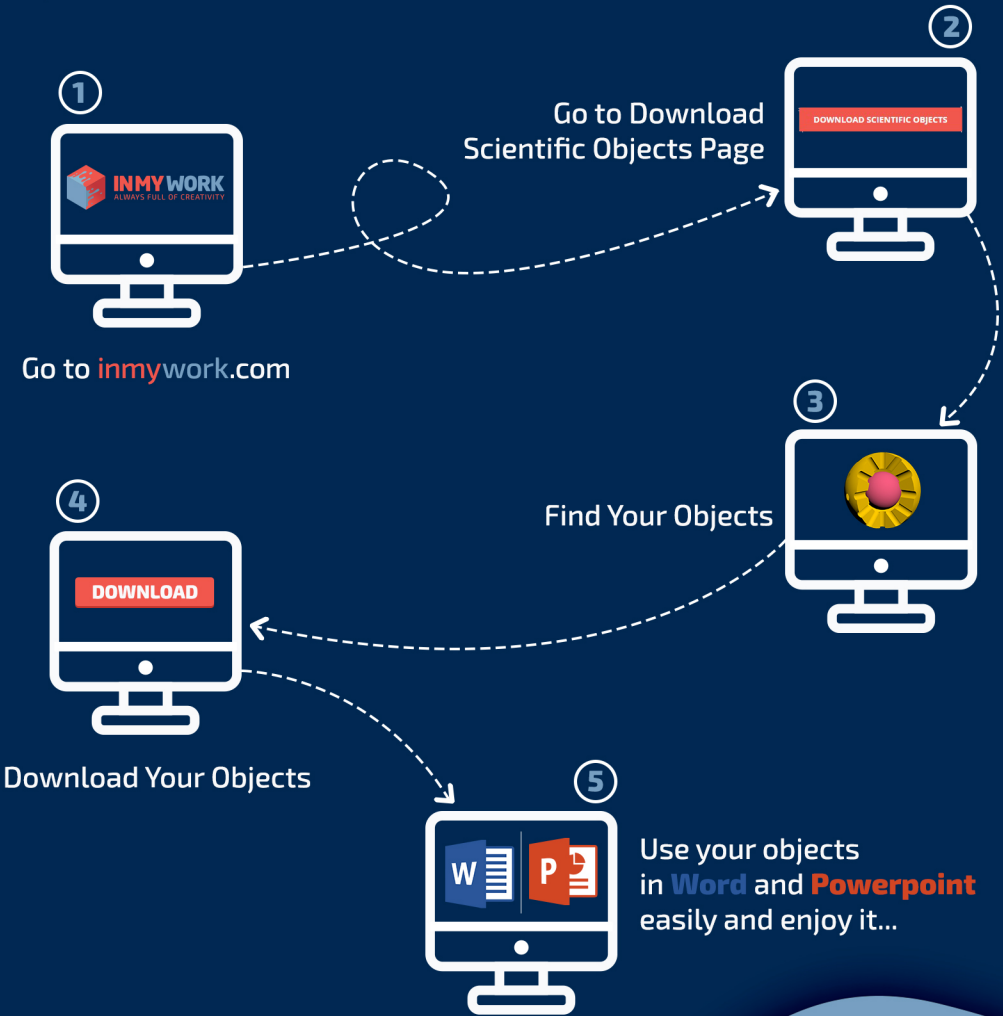 1
INMYWORK
ALWAYS FULL OF CREATIVITY
Go to inmywork.com
2
Go to Download
Scientific Objects Page
DOWNLOAD SCIENTIFIC OBJECTS
3
Find Your Objects
4
DOWNLOAD
Download Your Objects
5
W
P
Use your objects
in Word and Powerpoint
easily and enjoy it...